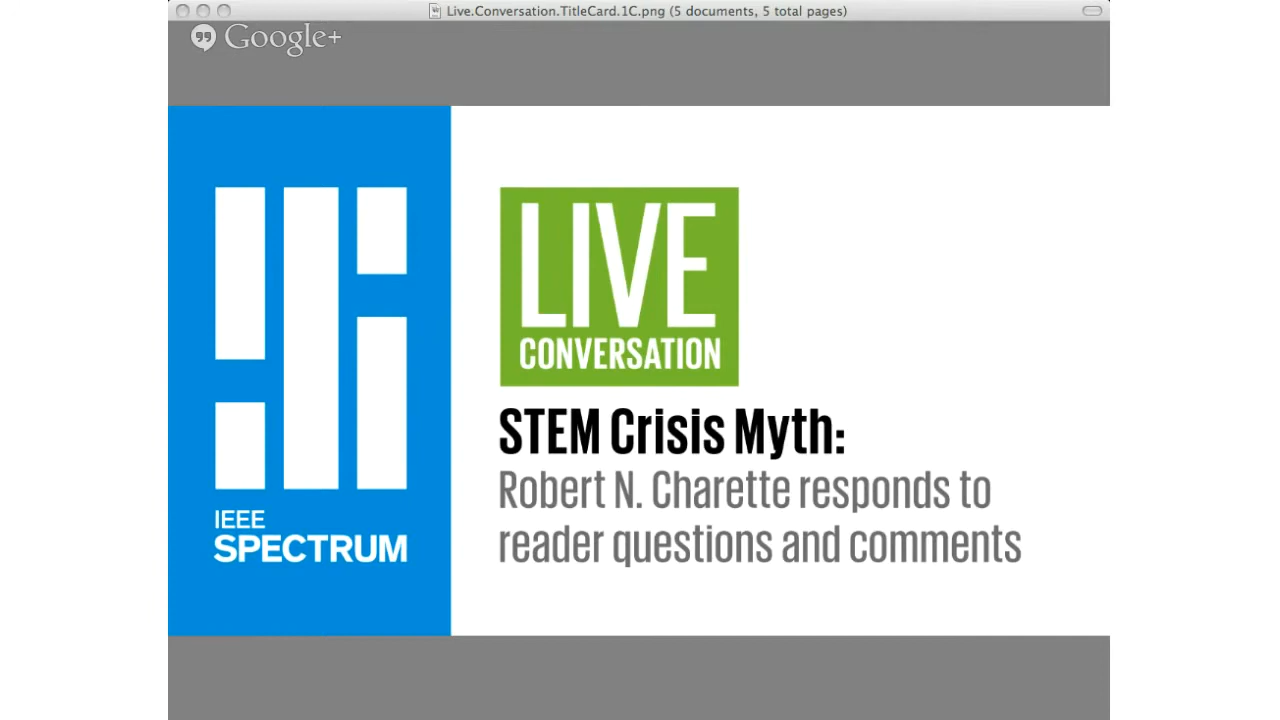 Live.Conversation.TitleCard.1C.png (5 documents, 5 total pages)
Google+
LIVE
CONVERSATION
STEM Crisis Myth:
Robert N. Charette responds to
reader questions and comments
IEEE
SPECTRUM